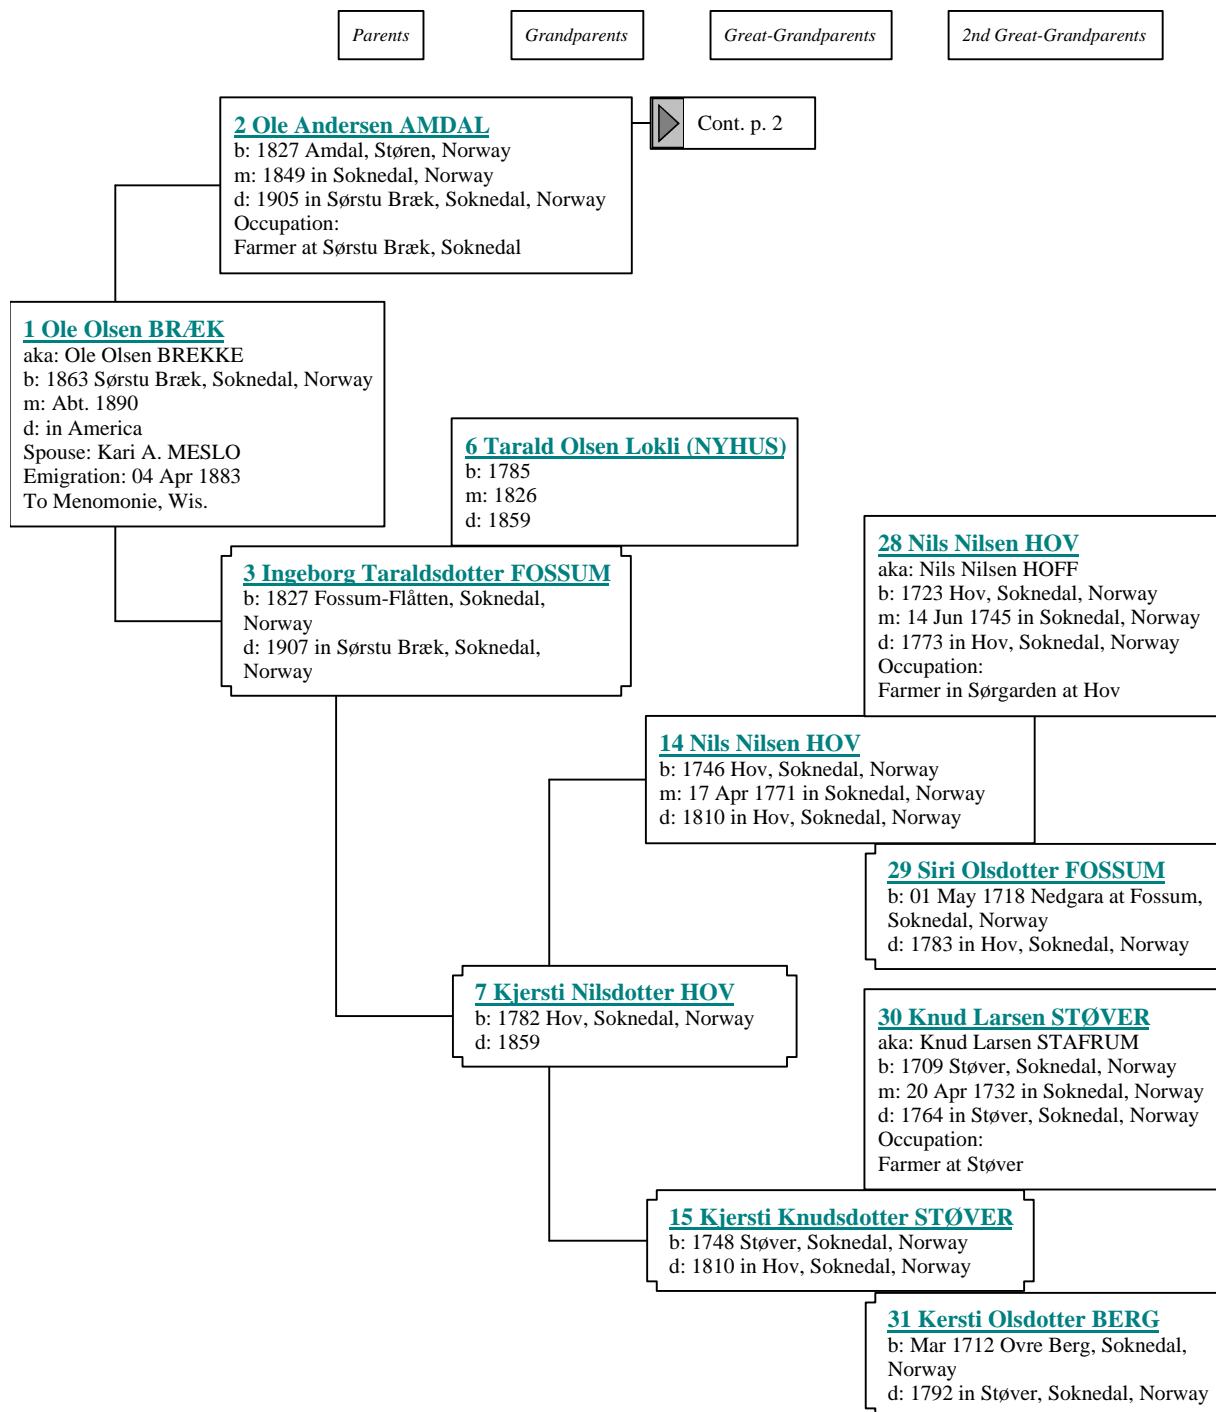 Parents
Grandparents
Great-Grandparents
2nd Great-Grandparents
2 Ole Andersen AMDAL
b: 1827 Amdal, Støren, Norway
m: 1849 in Soknedal, Norway
d: 1905 in Sørstu Bræk, Soknedal, Norway
Occupation:
Farmer at Sørstu Bræk, Soknedal
Cont. p. 2
1 Ole Olsen BRÆK
aka: Ole Olsen BREKKE
b: 1863 Sørstu Bræk, Soknedal, Norway
m: Abt. 1890
d: in America
Spouse: Kari A. MESLO
Emigration: 04 Apr 1883
To Menomonie, Wis.
6 Tarald Olsen Lokli (NYHUS)
b: 1785
m: 1826
d: 1859
3 Ingeborg Taraldsdotter FOSSUM
b: 1827 Fossum-Flåtten, Soknedal,
Norway
d: 1907 in Sørstu Bræk, Soknedal,
Norway
28 Nils Nilsen HOV
aka: Nils Nilsen HOFF
b: 1723 Hov, Soknedal, Norway
m: 14 Jun 1745 in Soknedal, Norway
d: 1773 in Hov, Soknedal, Norway
Occupation:
Farmer in Sørgarden at Hov
14 Nils Nilsen HOV
b: 1746 Hov, Soknedal, Norway
m: 17 Apr 1771 in Soknedal, Norway
d: 1810 in Hov, Soknedal, Norway
29 Siri Olsdotter FOSSUM
b: 01 May 1718 Nedgara at Fossum,
Soknedal, Norway
d: 1783 in Hov, Soknedal, Norway
7 Kjersti Nilsdotter HOV
b: 1782 Hov, Soknedal, Norway
d: 1859
30 Knud Larsen STØVER
aka: Knud Larsen STAFRUM
b: 1709 Støver, Soknedal, Norway
m: 20 Apr 1732 in Soknedal, Norway
d: 1764 in Støver, Soknedal, Norway
Occupation:
Farmer at Støver
15 Kjersti Knudsdotter STØVER
b: 1748 Støver, Soknedal, Norway
d: 1810 in Hov, Soknedal, Norway
31 Kersti Olsdotter BERG
b: Mar 1712 Ovre Berg, Soknedal,
Norway
d: 1792 in Støver, Soknedal, Norway